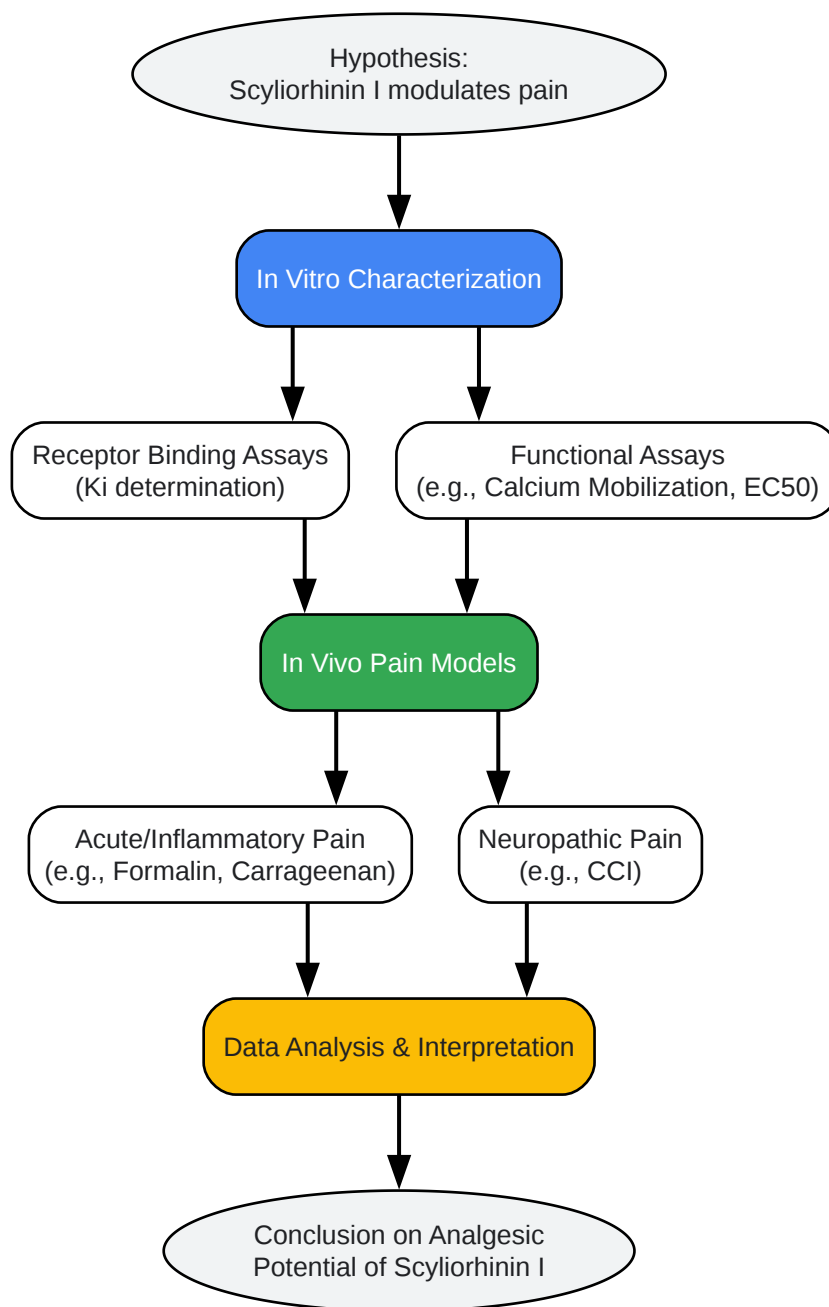 Hypothesis:
Scyliorhinin I modulates pain
In Vitro Characterization
Receptor Binding Assays
(Ki determination)
Functional Assays
(e.g., Calcium Mobilization, EC50)
In Vivo Pain Models
Acute/Inflammatory Pain
(e.g., Formalin, Carrageenan)
Neuropathic Pain
(e.g., CCI)
Data Analysis & Interpretation
Conclusion on Analgesic
Potential of Scyliorhinin I